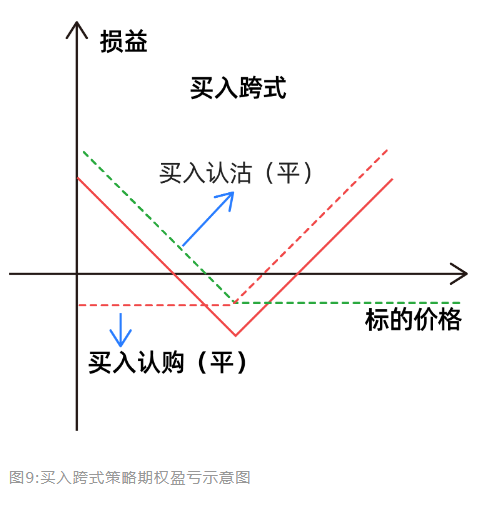 损益
买入跨式
买入认沽（平）
标的价格
买入认购（平）
图9:买入跨式策略期权盈亏示意图